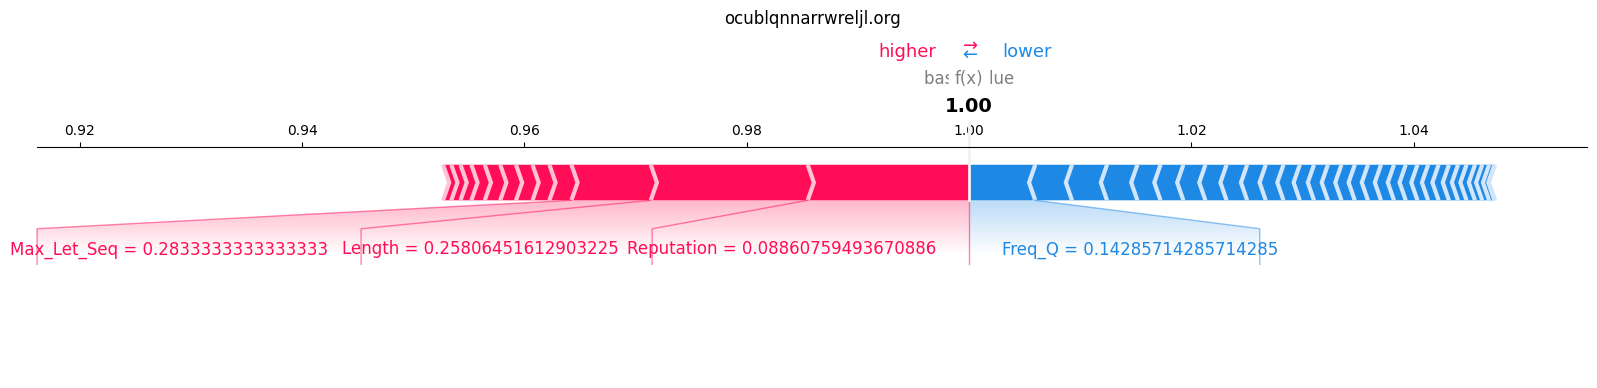 ocublqnnarrwreljl.org
higher ⇄ lower
f(x)
1.00
0.92 0.94 0.96 0.98 1.00 1.02 1.04
Max_Let_Seq = 0.2833333333333333 Length = 0.25806451612903225 Reputation = 0.08860759493670886 Freq_Q = 0.14285714285714285